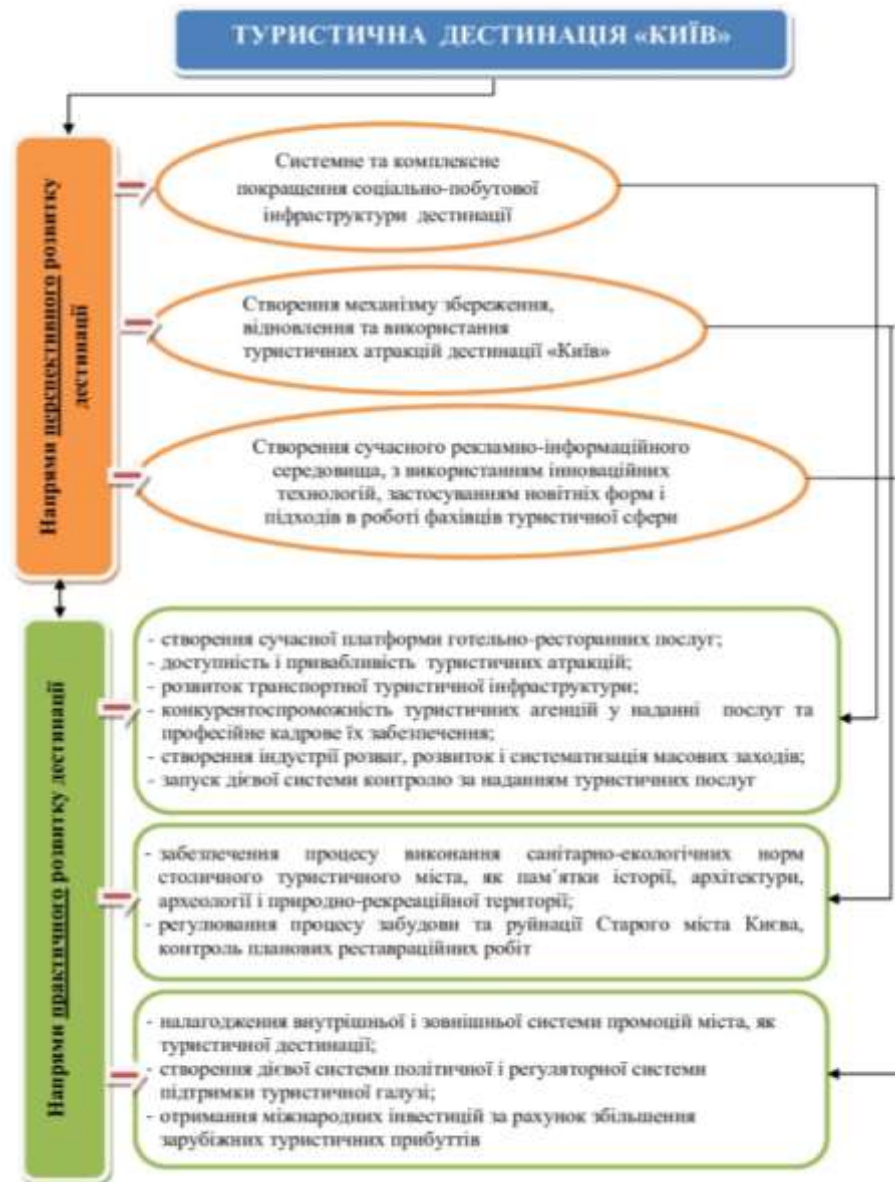 ТУРИСТИЧНА ДЕСТИНАЦІЯ «КИЇВ»
Напрями перспективного розвитку
дестинації
Системне та комплексне
покращення соціально-побутової
інфраструктури дестинації
Створення механізму збереження,
відновлення та використання
туристичних атракцій дестинації «Київ»
Створення сучасного рекламно-інформаційного
середовища, з використанням інноваційних
технологій, застосуванням новітніх форм і
підходів в роботі фахівців туристичної сфери
Напрями практичного розвитку дестинації
- створення сучасної платформи готельно-ресторанних послуг;
- доступність і привабливість туристичних атракцій;
- розвиток транспортної туристичної інфраструктури;
- конкурентоспроможність туристичних агенцій у наданні послуг та
професійне кадрове їх забезпечення;
- створення індустрії розваг, розвиток і систематизація масових заходів;
- запуск дієвої системи контролю за наданням туристичних послуг
- забезпечення процесу виконання санітарно-екологічних норм
столичного туристичного міста, як пам´ятки історії, архітектури,
археології і природно-рекреаційної території;
- регулювання процесу забудови та руйнації Старого міста Києва,
контроль планових реставраційних робіт
- налагодження внутрішньої і зовнішньої системи промоцій міста, як
туристичної дестинації;
- створення дієвої системи політичної і регуляторної системи
підтримки туристичної галузі;
- отримання міжнародних інвестицій за рахунок збільшення
зарубіжних туристичних прибуттів